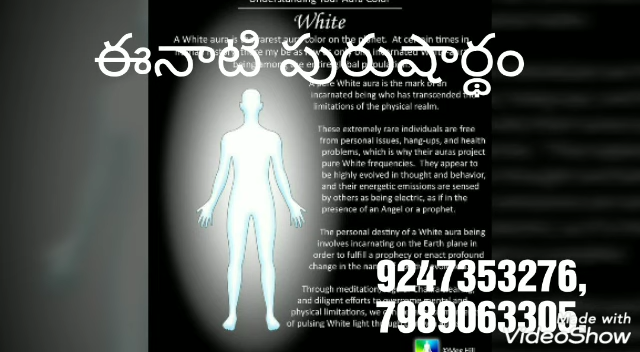 Understanding Your Aura Color
White
A White aura is the rarest aura color on the planet. At certain times in
ఈనాటి పురుషార్థం
A pure White aura is the mark of an
incarnated being who has transcended the
limitations of the physical realm.
These extremely rare individuals are free
from personal issues, hang-ups, and health
problems, which is why their auras project
pure White frequencies. They appear to
be highly evolved in thought and behavior,
and their energetic emissions are sensed
by others as being electric, as if in the
presence of an Angel or a prophet.
The personal destiny of a White aura being
involves incarnating on the Earth plane in
order to fulfill a prophecy or enact profound
change in the
9247353276,
Through meditation,
and diligent efforts to overcome mental and
physical limitations, we
of pulsing White light
7989063305.
Made with
VideoShow